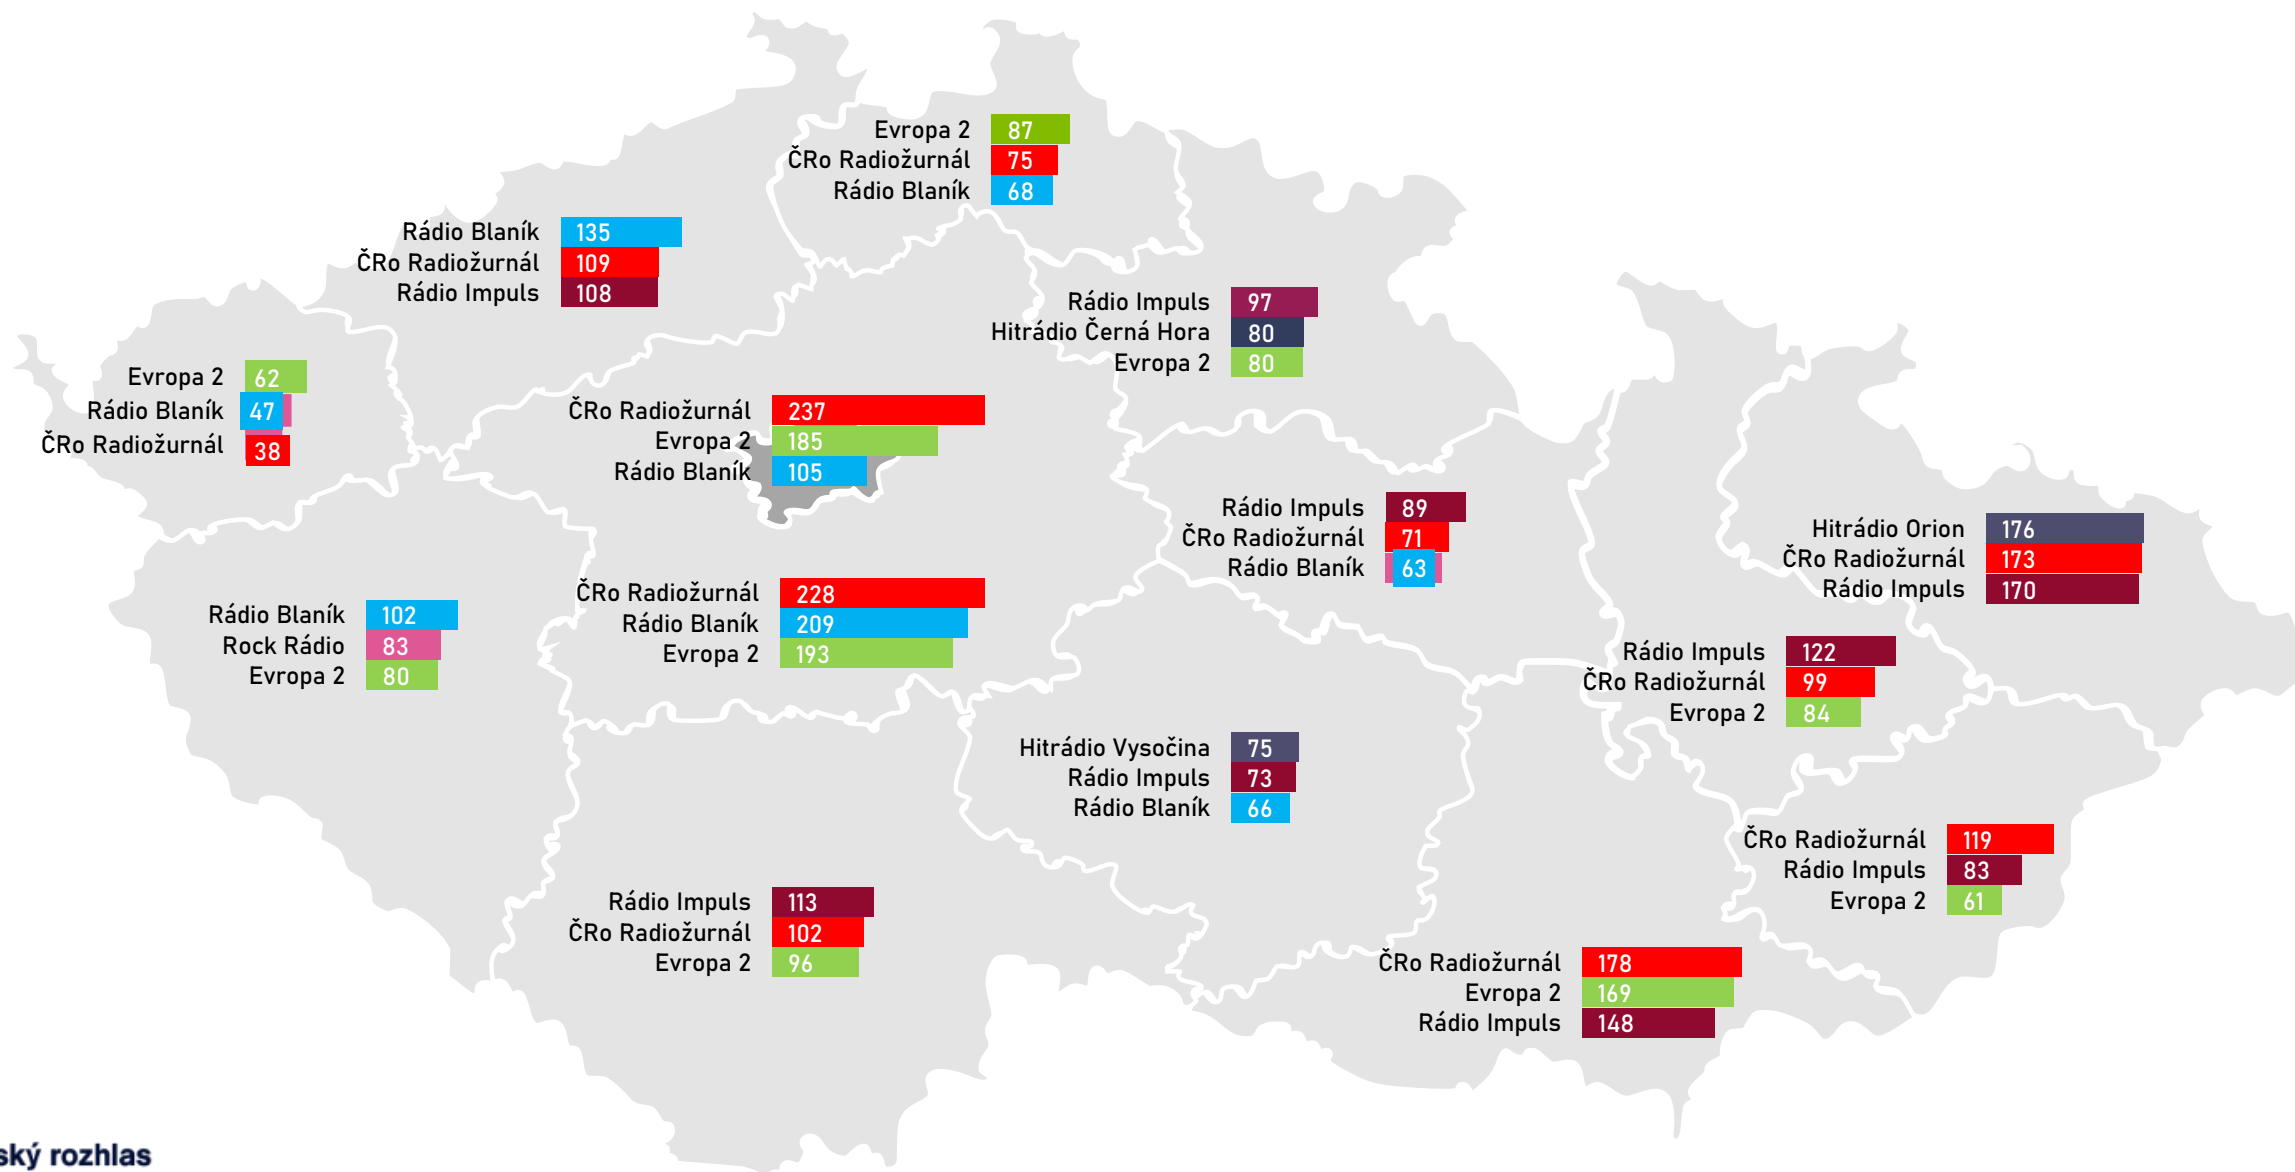 Evropa 2 87
ČRo Radiožurnál 75
Rádio Blaník 68
Rádio Blaník 135
ČRo Radiožurnál 109
Rádio Impuls 108
Rádio Impuls 97
Hitrádio Černá Hora 80
Evropa 2 80
Evropa 2 62
Rádio Blaník 47
ČRo Radiožurnál 38
ČRo Radiožurnál 237
Evropa 2 185
Rádio Blaník 105
Rádio Impuls 89
ČRo Radiožurnál 71
Rádio Blaník 63
Hitrádio Orion 176
ČRo Radiožurnál 173
Rádio Impuls 170
Rádio Blaník 102
Rock Rádio 83
Evropa 2 80
ČRo Radiožurnál 228
Rádio Blaník 209
Evropa 2 193
Rádio Impuls 122
ČRo Radiožurnál 99
Evropa 2 84
Hitrádio Vysočina 75
Rádio Impuls 73
Rádio Blaník 66
ČRo Radiožurnál 119
Rádio Impuls 83
Evropa 2 61
Rádio Impuls 113
ČRo Radiožurnál 102
Evropa 2 96
ČRo Radiožurnál 178
Evropa 2 169
Rádio Impuls 148
ský rozhlas